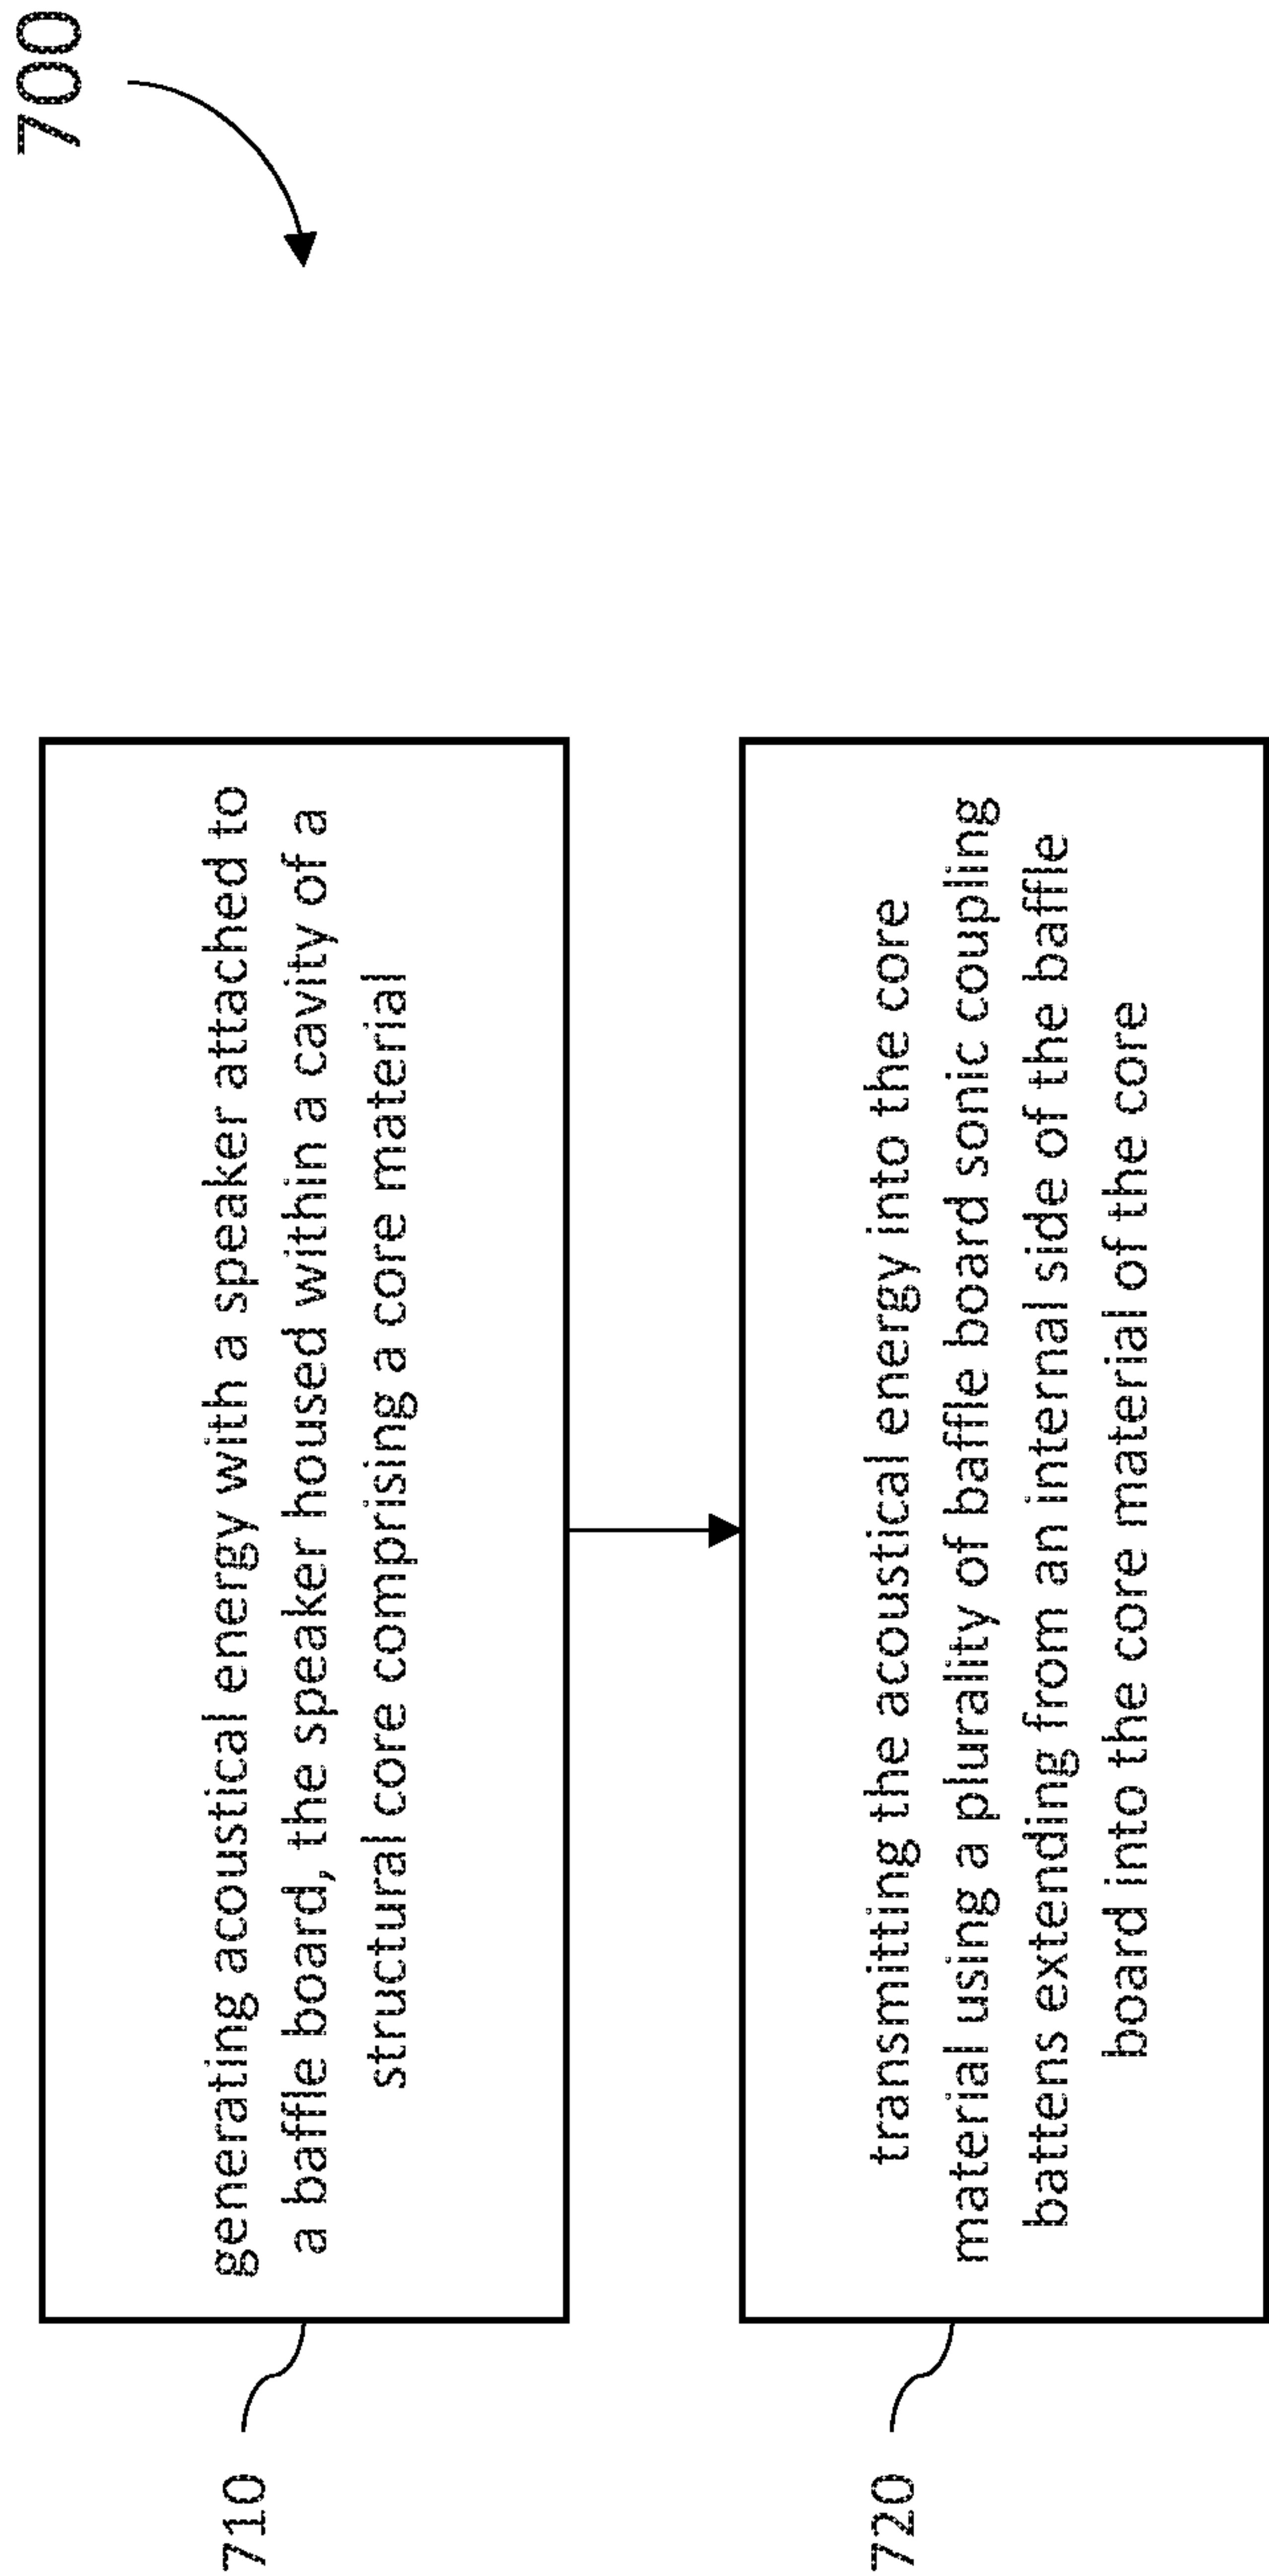 700
710
generating acoustical energy with a speaker attached to
a baffle board, the speaker housed within a cavity of a
structural core comprising a core material
720
transmitting the acoustical energy into the core
material using a plurality of baffle board sonic coupling
battens extending from an internal side of the baffle
board into the core material of the core